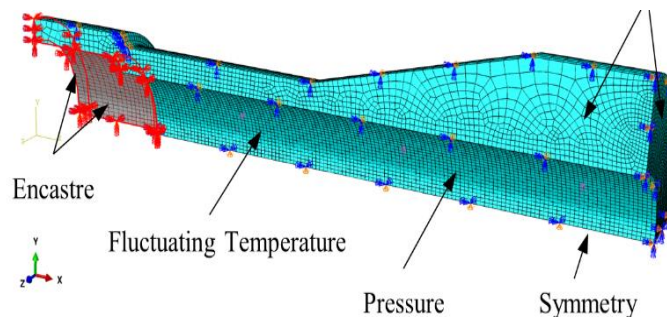 Encastre
Fluctuating Temperature
Pressure
Symmetry
Y
Z
X